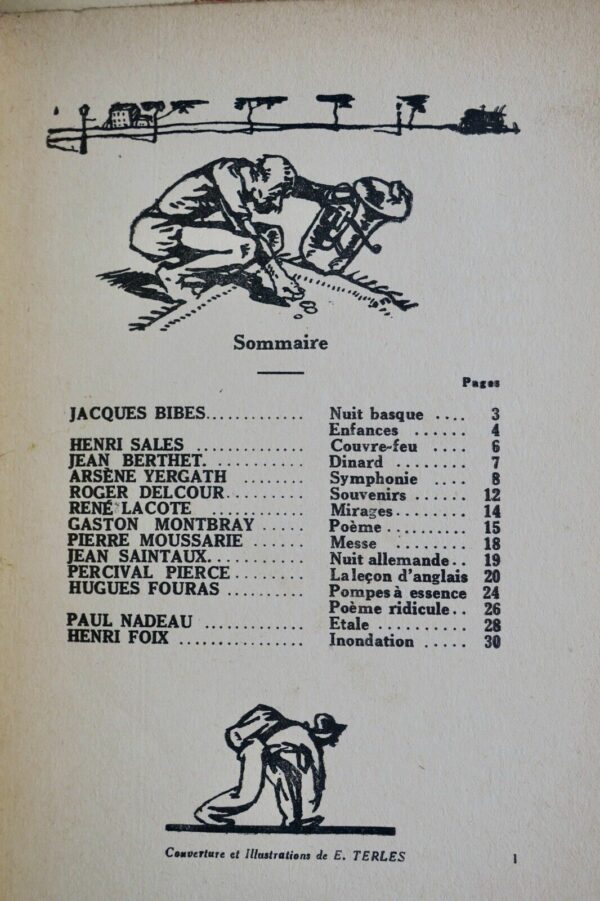 Sommaire
Pages
JACQUES BIBES............ Nuit basque .... 3
Enfances ...... 4
HENRI SALES ............. Couvre-feu .... 6
JEAN BERTHET............ Dinard ........ 7
ARSÈNE YERGATH ....... Symphonie .... 8
ROGER DELCOUR......... Souvenirs ..... 12
RENÉ LACOTE ............ Mirages....... 14
GASTON MONTBRAY ..... Poème ......... 15
PIERRE MOUSSARIE ...... Messe ........ 18
JEAN SAINTAUX........... Nuit allemande.. 19
PERCIVAL PIERCE......... La leçon d'anglais 20
HUGUES FOURAS ......... Pompes à essence 24
Poème ridicule.. 26
PAUL NADEAU ............ Etale .......... 28
HENRI FOIX ............... Inondation ..... 30
Couverture et Illustrations de E. TERLES
1